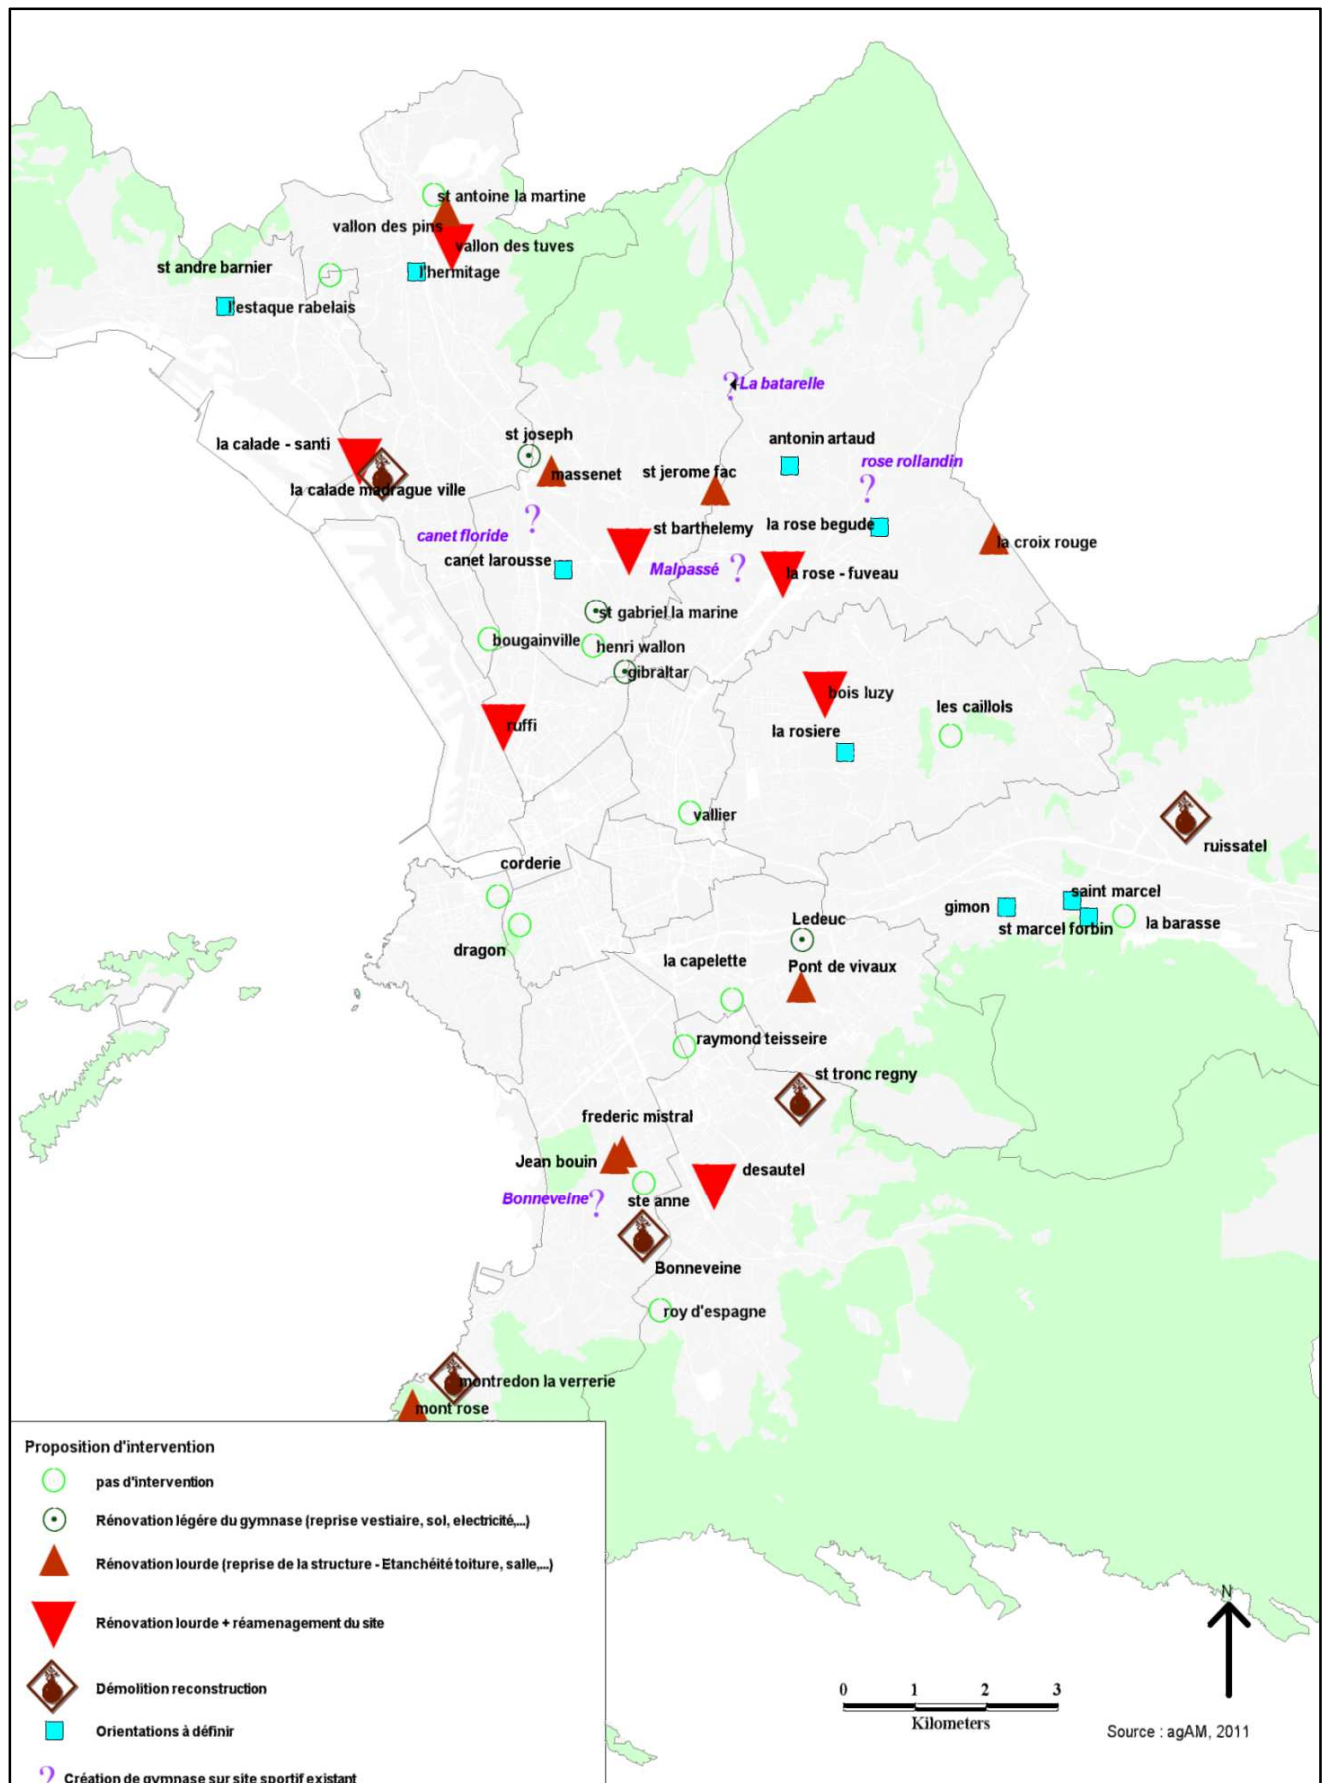 st antoine la martine
vallon des pins
vallon des tuves
st andre barnier
l'hermitage
l'estaque rabelais
La batarelle
la calade - santi
st joseph
antonin artaud
massenet
st jerome fac
rose rollandin
la calade madrague ville
canet floride
st barthelemy
la rose begude
la croix rouge
canet larousse
Malpassé
la rose - fuveau
st gabriel la marine
bougainville
henri wallon
gibraltar
bois luzy
ruffi
les caillols
la rosiere
vallier
ruissatel
corderie
saint marcel
gimon
st marcel forbin
la barasse
Ledeuc
dragon
la capelette
Pont de vivaux
raymond teisseire
st tronc regny
frederic mistral
Jean bouin
desautel
Bonneveine
ste anne
Bonneveine
roy d'espagne
montredon la verrerie
mont rose
Proposition d'intervention
pas d'intervention
Rénovation légére du gymnase (reprise vestiaire, sol, electricité,...)
Rénovation lourde (reprise de la structure - Etanchéité toiture, salle,...)
Rénovation lourde + réamenagement du site
Démolition reconstruction
Orientations à définir
? Création de gymnase sur site sportif existant
N
0 1 2 3
Kilometers
Source : agAM, 2011